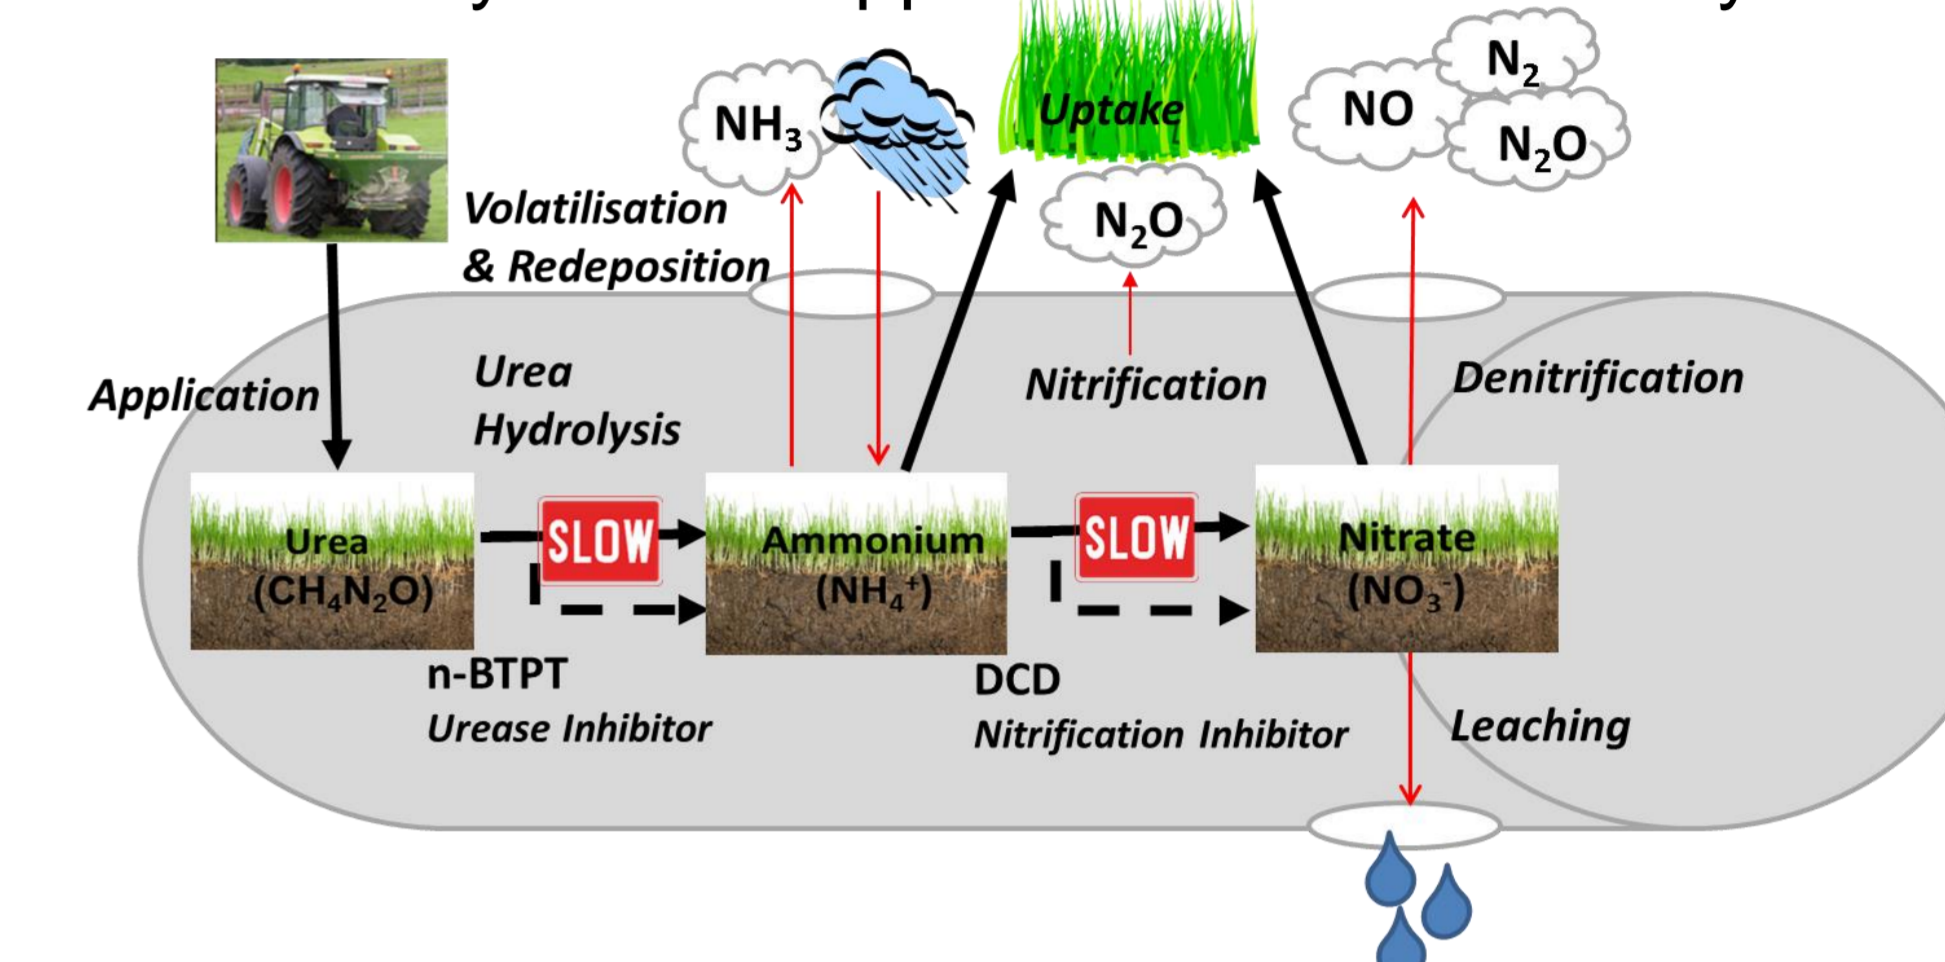 NH₃
Uptake
NO
N₂
N₂O
N₂O
Volatilisation
& Redeposition
Application
Urea
Hydrolysis
Nitrification
Denitrification
Urea
(CH₄N₂O)
SLOW
Ammonium
(NH₄⁺)
SLOW
Nitrate
(NO₃⁻)
n-BTPT
Urease Inhibitor
DCD
Nitrification Inhibitor
Leaching